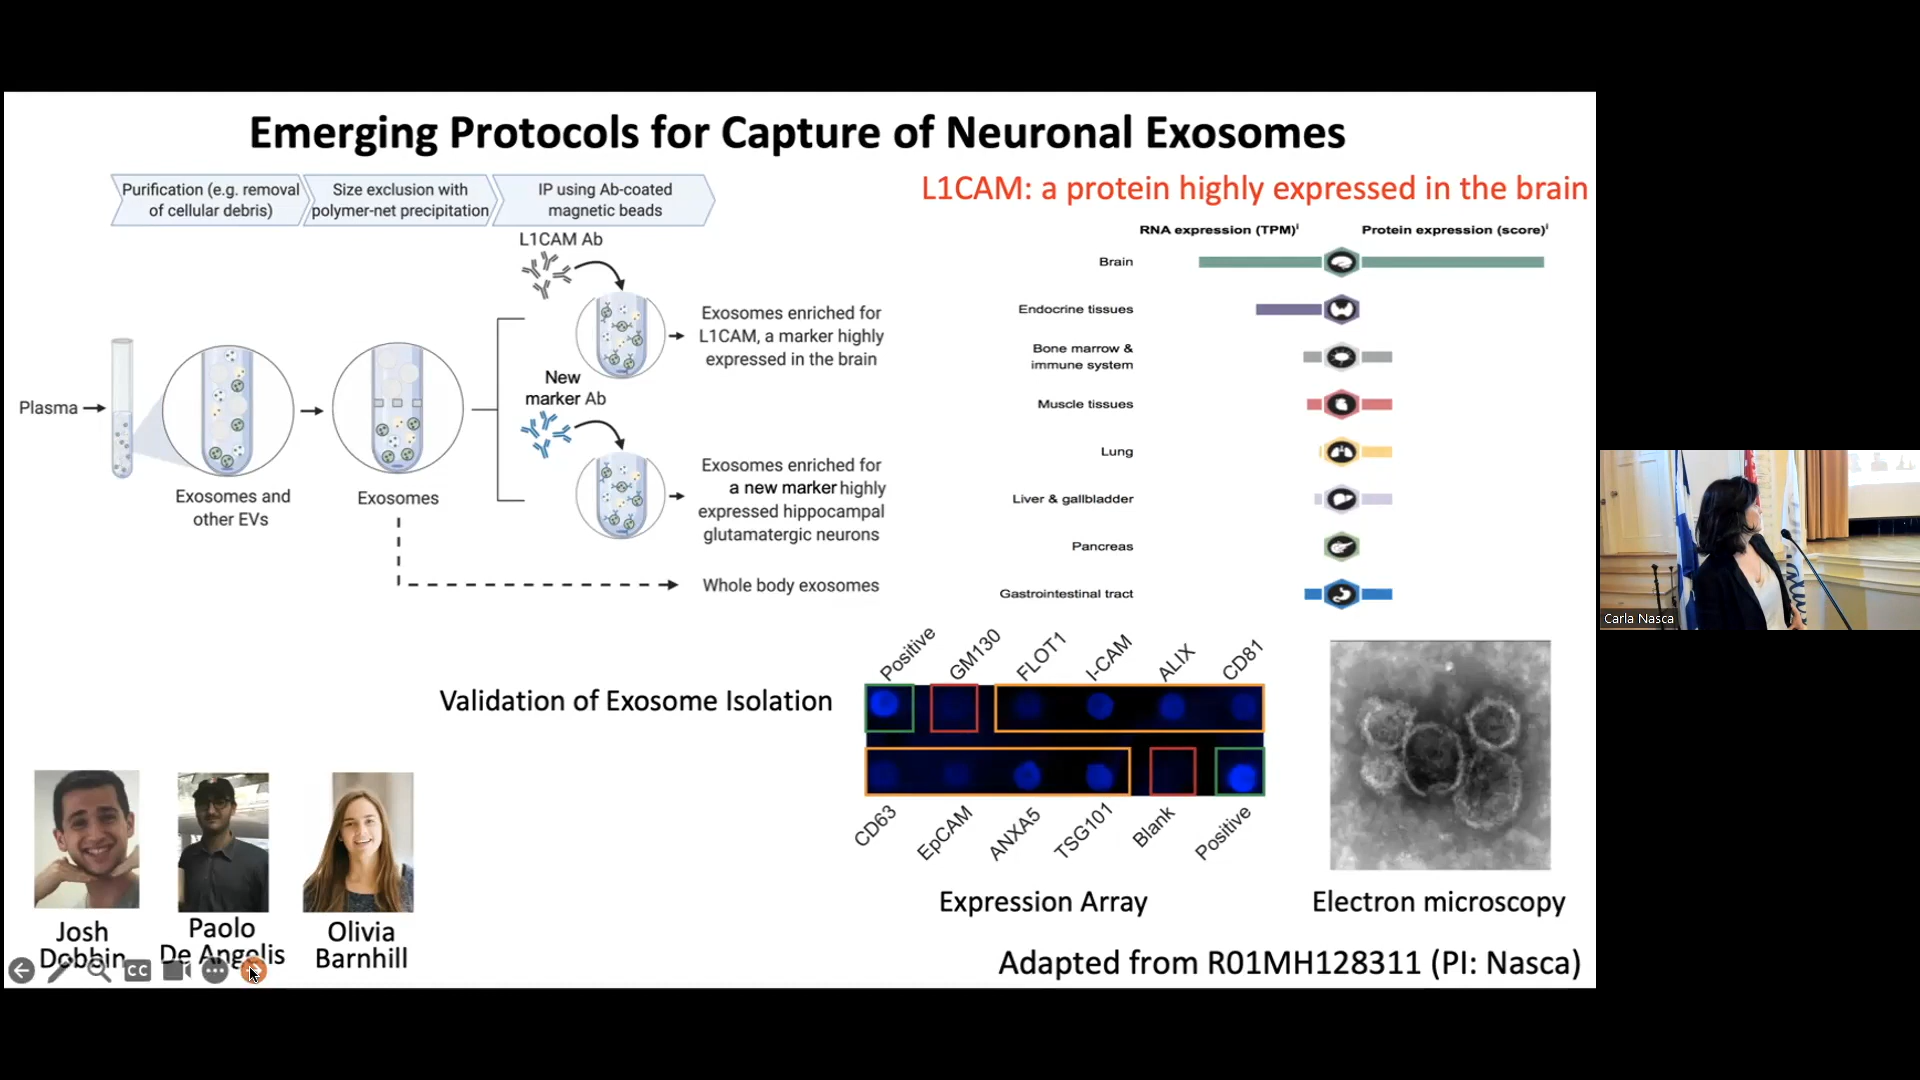 Emerging Protocols for Capture of Neuronal Exosomes
Purification (e.g. removal
of cellular debris)
Size exclusion with
polymer-net precipitation
IP using Ab-coated
magnetic beads
L1CAM Ab
Exosomes enriched for
L1CAM, a marker highly
expressed in the brain
New
marker Ab
Plasma
Exosomes and
other EVs
Exosomes
Exosomes enriched for
a new marker highly
expressed hippocampal
glutamatergic neurons
Whole body exosomes
L1CAM: a protein highly expressed in the brain
RNA expression (TPM)i
Protein expression (score)i
Brain
Endocrine tissues
Bone marrow &
immune system
Muscle tissues
Lung
Liver & gallbladder
Pancreas
Gastrointestinal tract
Validation of Exosome Isolation
Positive
GM130
FLOT1
I-CAM
ALIX
CD81
CD63
EpCAM
ANXA5
TSG101
Blank
Positive
Expression Array
Electron microscopy
Josh
Dobbin
Paolo
De Angelis
Olivia
Barnhill
CC
Adapted from R01MH128311 (PI: Nasca)
Carla Nasca